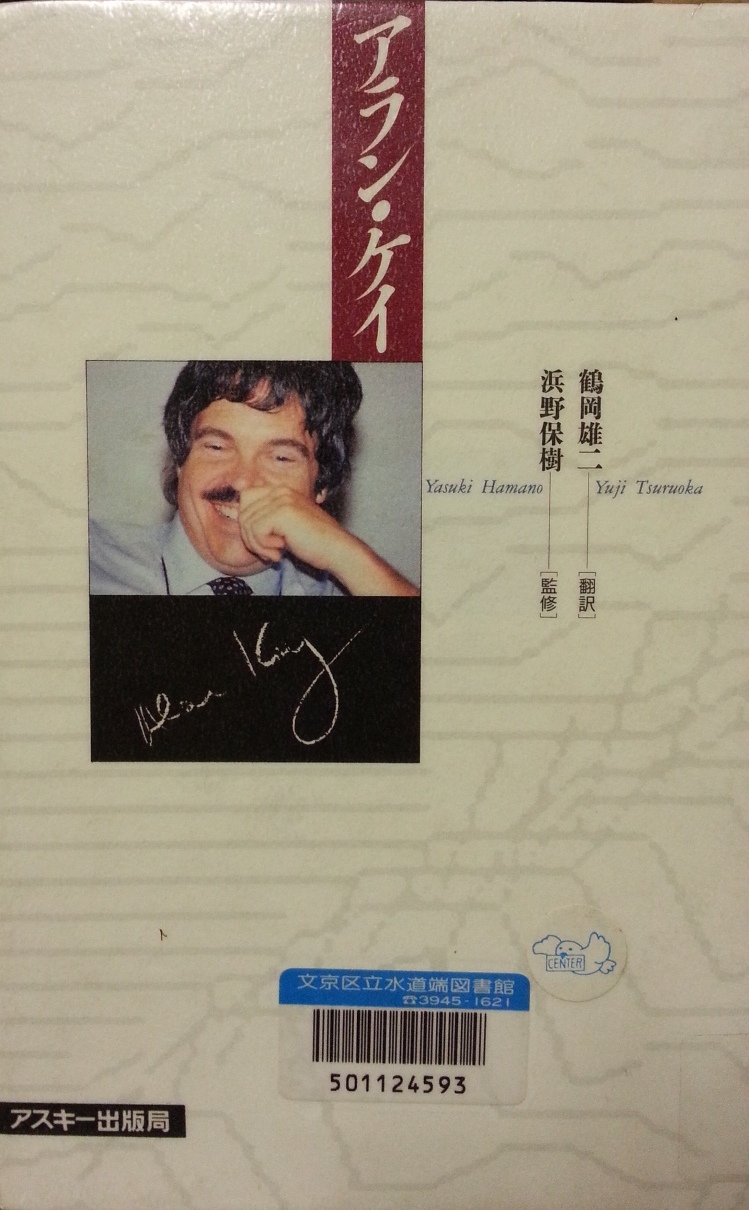 アラン・ケイ
鶴岡雄二
Yuji Tsuruoka
[翻訳]
浜野保樹
Yasuki Hamano
[監修]
Alan Kay
CENTER
文京区立水道端図書館
☎3945-1621
501124593
アスキー出版局